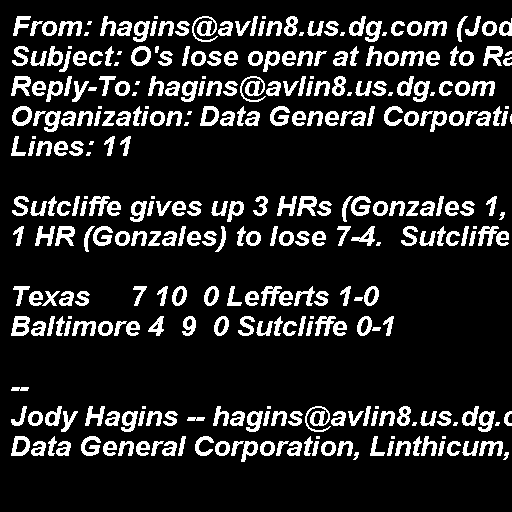 From: hagins@avlin8.us.dg.com (Jod
Subject: O's lose openr at home to Ra
Reply-To: hagins@avlin8.us.dg.com
Organization: Data General Corporati
Lines: 11

Sutcliffe gives up 3 HRs (Gonzales 1,
1 HR (Gonzales) to lose 7-4.  Sutcliffe

Texas     7 10  0 Lefferts 1-0
Baltimore 4  9  0 Sutcliffe 0-1

--
Jody Hagins -- hagins@avlin8.us.dg.c
Data General Corporation, Linthicum,